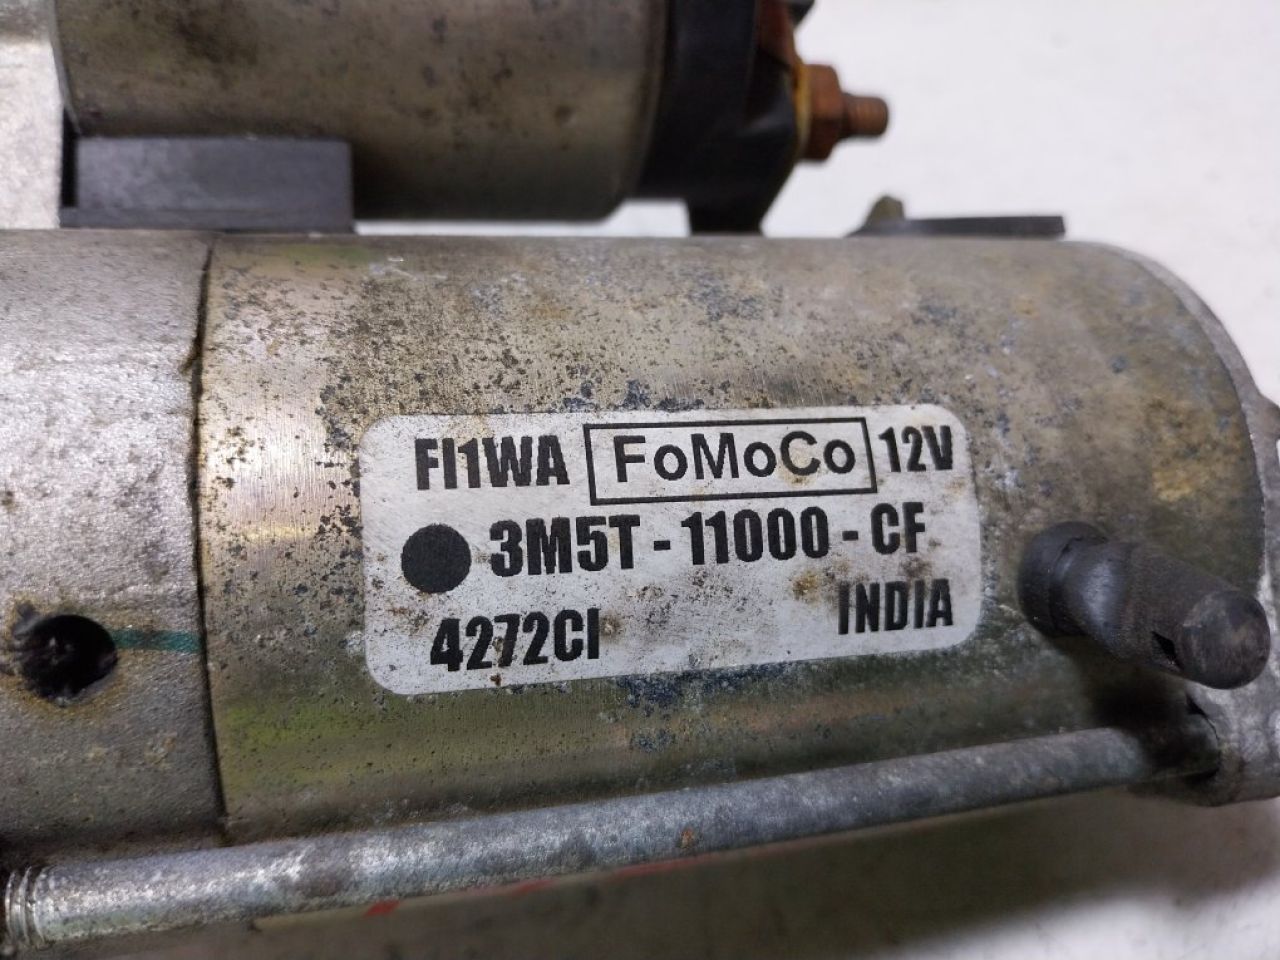 FI1WA FoMoCo 12V
3M5T-11000-CF
4272CI INDIA